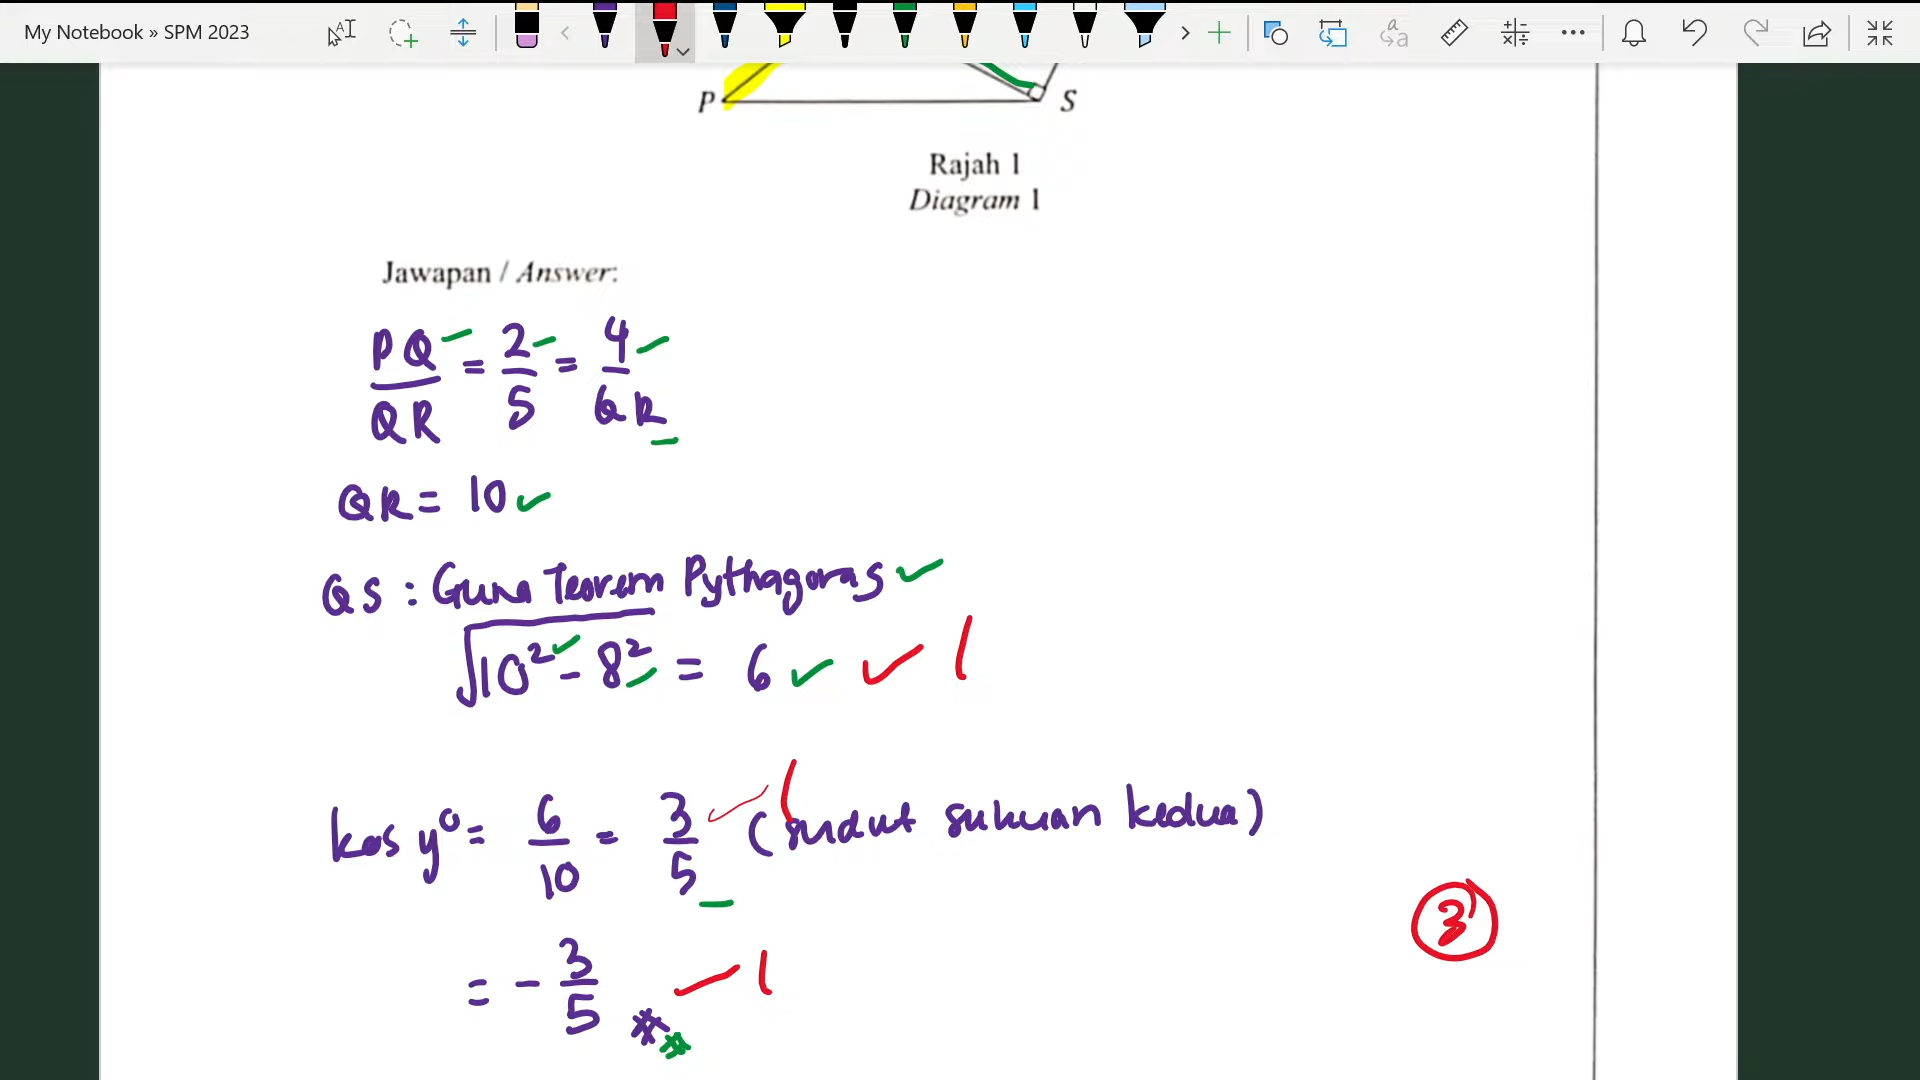 My Notebook » SPM 2023
P S
Rajah 1
Diagram 1
Jawapan / Answer:
PQ/QR = 2/5 = 4/QR
QR = 10
QS : Guna Teorem Pythagoras
√10² - 8² = 6 1
kos y° = 6/10 = 3/5 1 (sudut sukuan kedua)
3
= - 3/5 1